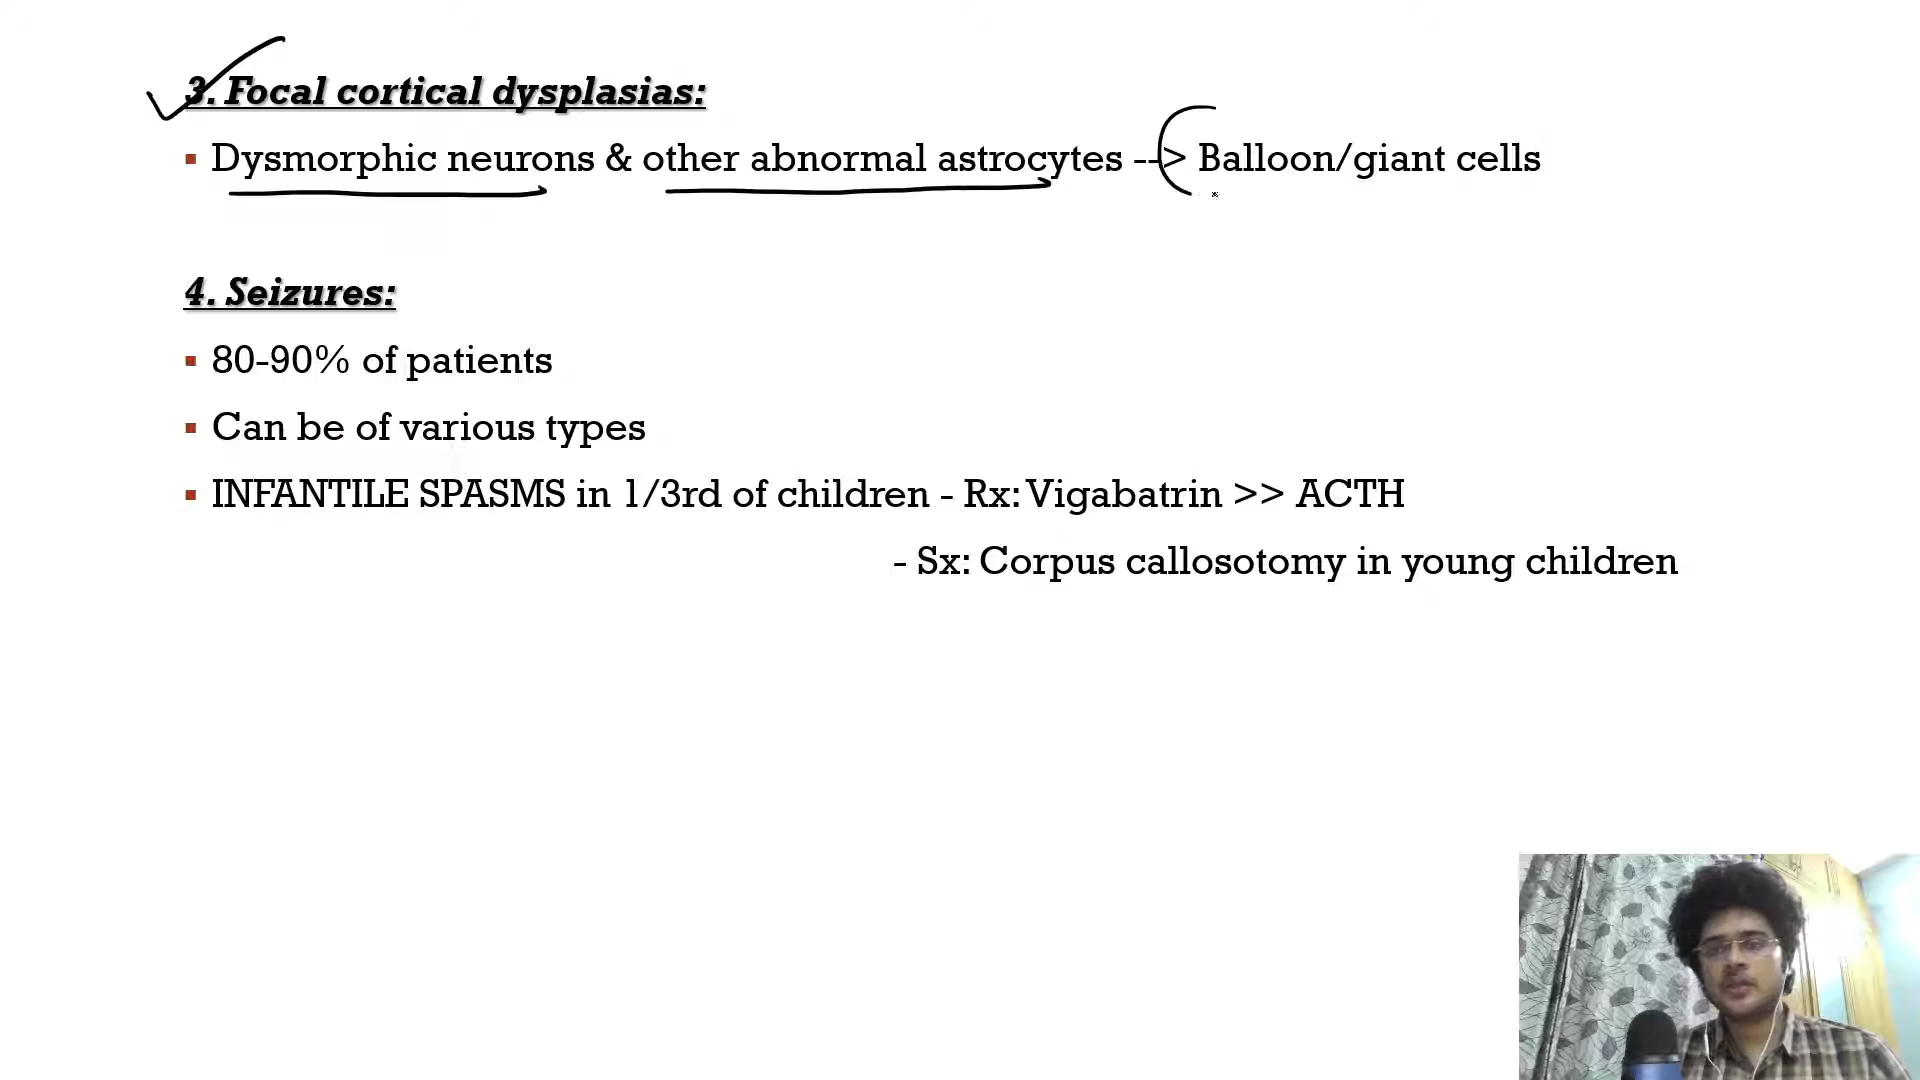 3. Focal cortical dysplasias:
▪ Dysmorphic neurons & other abnormal astrocytes --> Balloon/giant cells
4. Seizures:
▪ 80-90% of patients
▪ Can be of various types
▪ INFANTILE SPASMS in 1/3rd of children - Rx: Vigabatrin >> ACTH
- Sx: Corpus callosotomy in young children